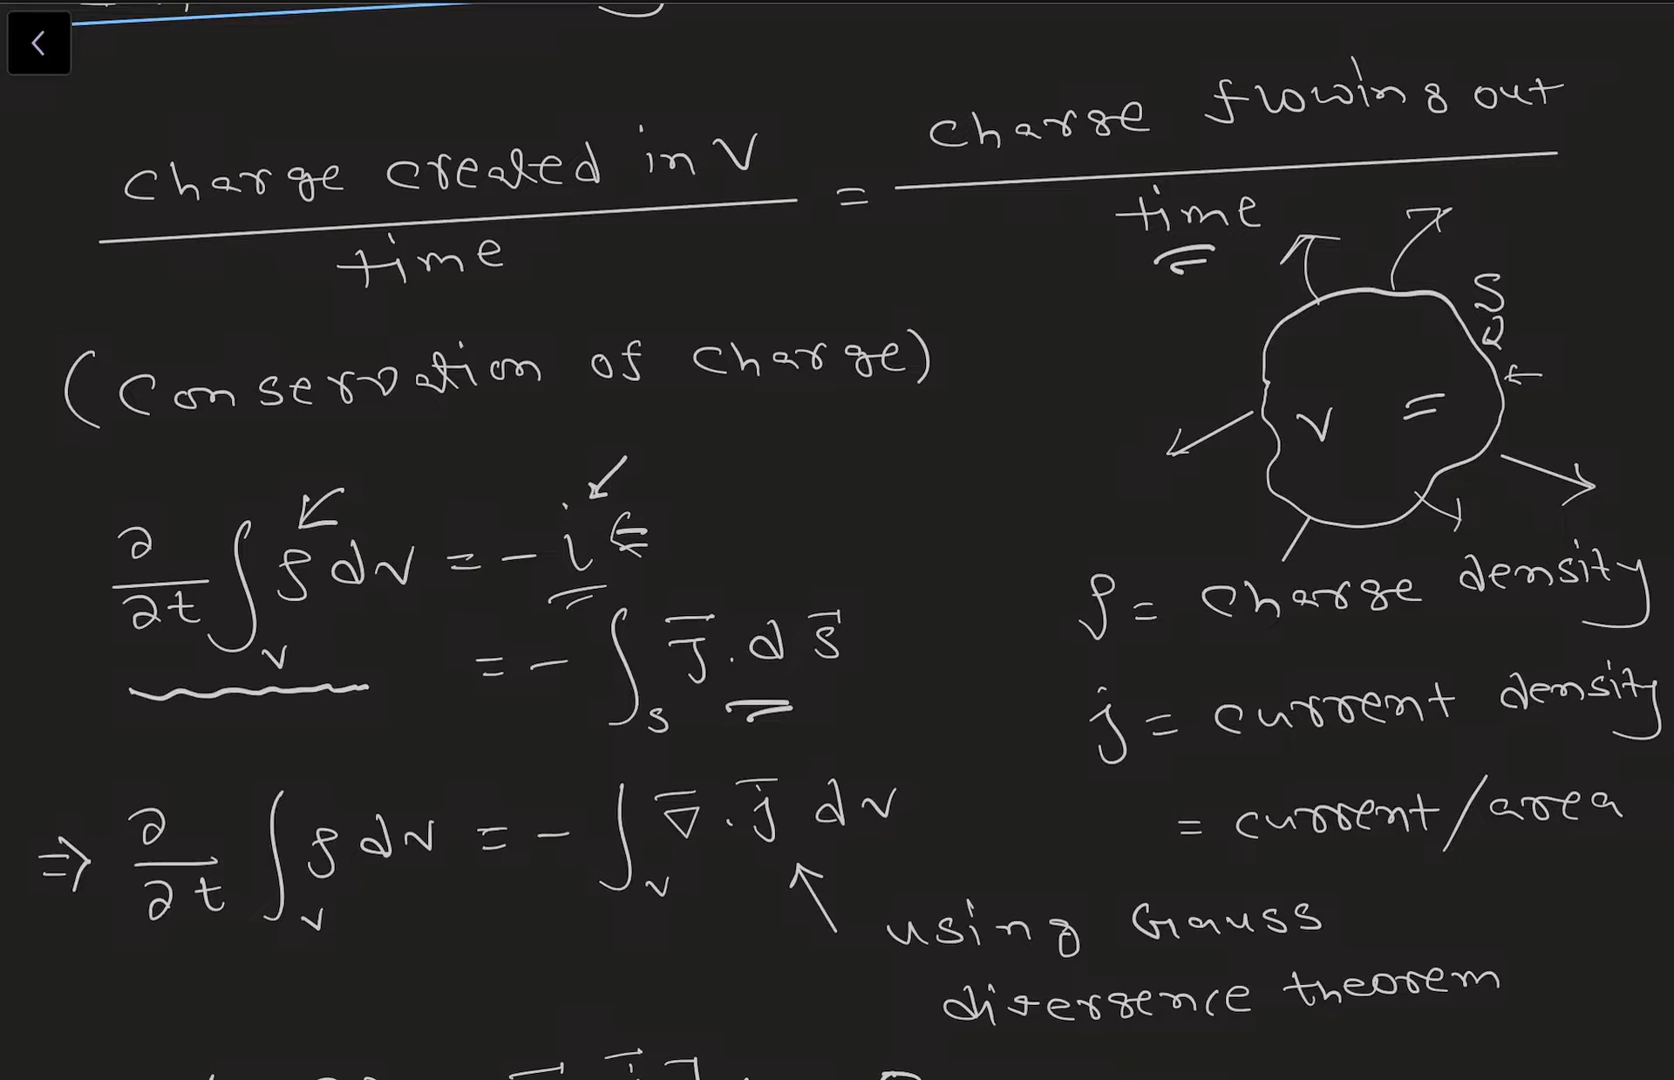 charge created in V / time = charge flowing out / time
S
V =
(Conservation of charge)
∂/∂t ∫_V ρ dv = - i
= - ∫_S J̄ . d s̄
ρ = charge density
j = current density
= current/area
⇒ ∂/∂t ∫_V ρ dv = - ∫_V ∇̄ . j̄ dv
using Gauss
divergence theorem